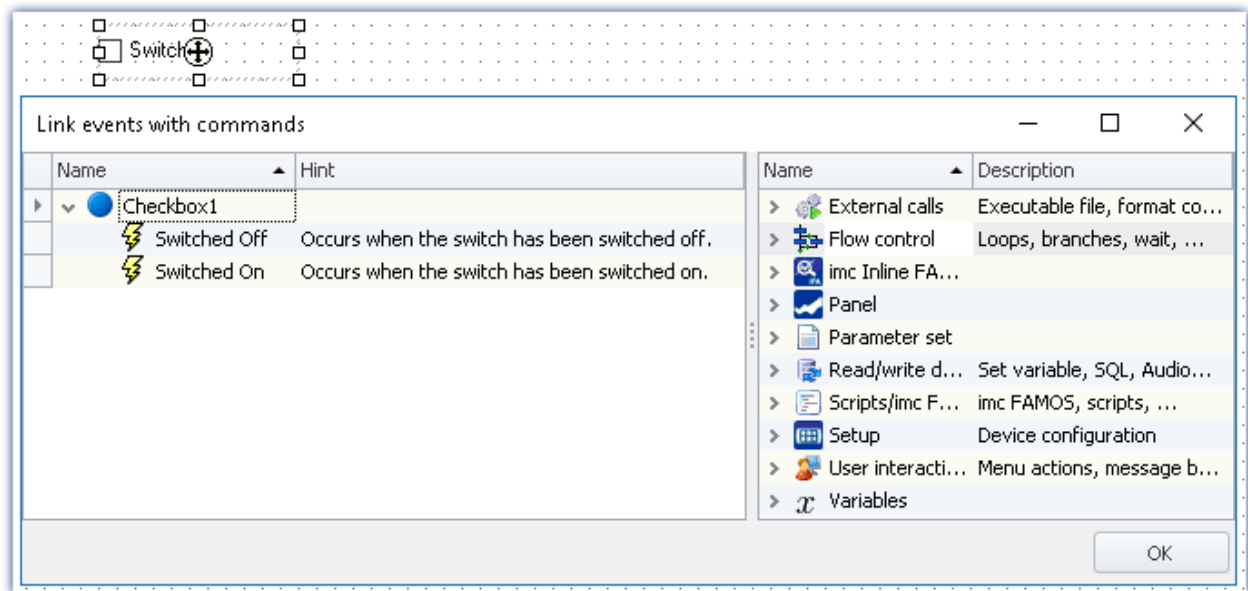 Switch
Link events with commands
Name Hint
Checkbox1
Switched Off Occurs when the switch has been switched off.
Switched On Occurs when the switch has been switched on.
Name Description
External calls Executable file, format co...
Flow control Loops, branches, wait, ...
imc Inline FA...
Panel
Parameter set
Read/write d... Set variable, SQL, Audio...
Scripts/imc F... imc FAMOS, scripts, ...
Setup Device configuration
User interacti... Menu actions, message b...
x Variables
OK